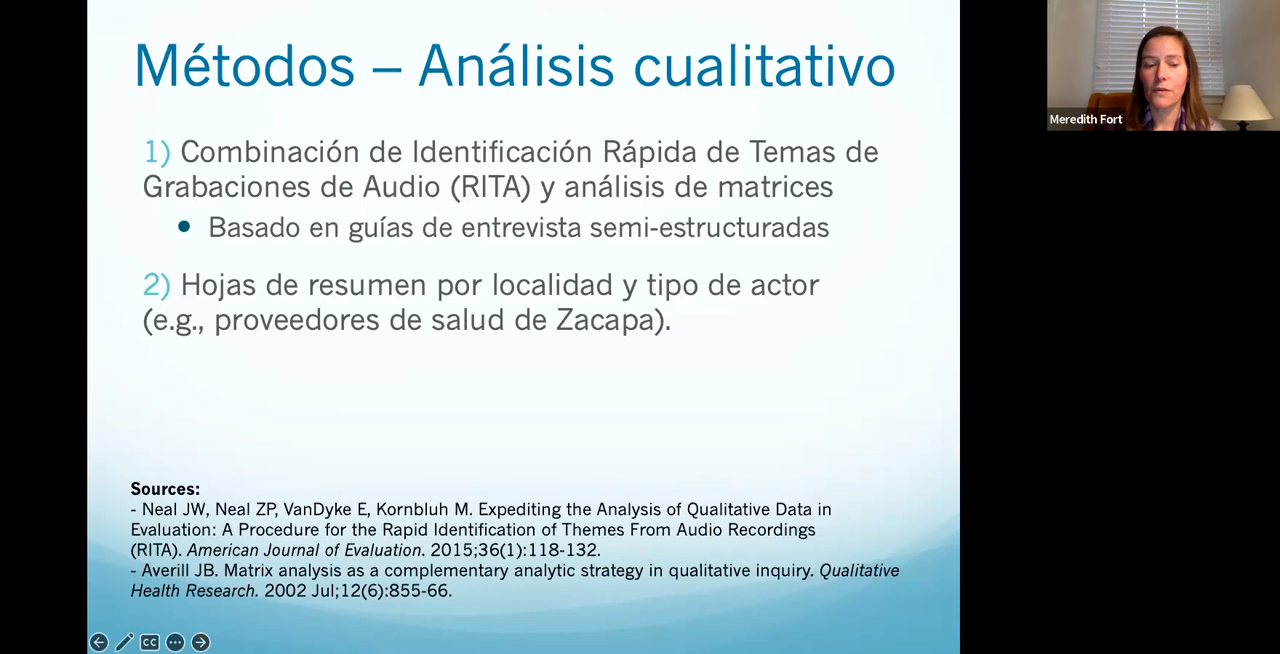 Métodos – Análisis cualitativo
1) Combinación de Identificación Rápida de Temas de
Grabaciones de Audio (RITA) y análisis de matrices
• Basado en guías de entrevista semi-estructuradas
2) Hojas de resumen por localidad y tipo de actor
(e.g., proveedores de salud de Zacapa).
Sources:
- Neal JW, Neal ZP, VanDyke E, Kornbluh M. Expediting the Analysis of Qualitative Data in
Evaluation: A Procedure for the Rapid Identification of Themes From Audio Recordings
(RITA). American Journal of Evaluation. 2015;36(1):118-132.
- Averill JB. Matrix analysis as a complementary analytic strategy in qualitative inquiry. Qualitative
Health Research. 2002 Jul;12(6):855-66.
CC
Meredith Fort